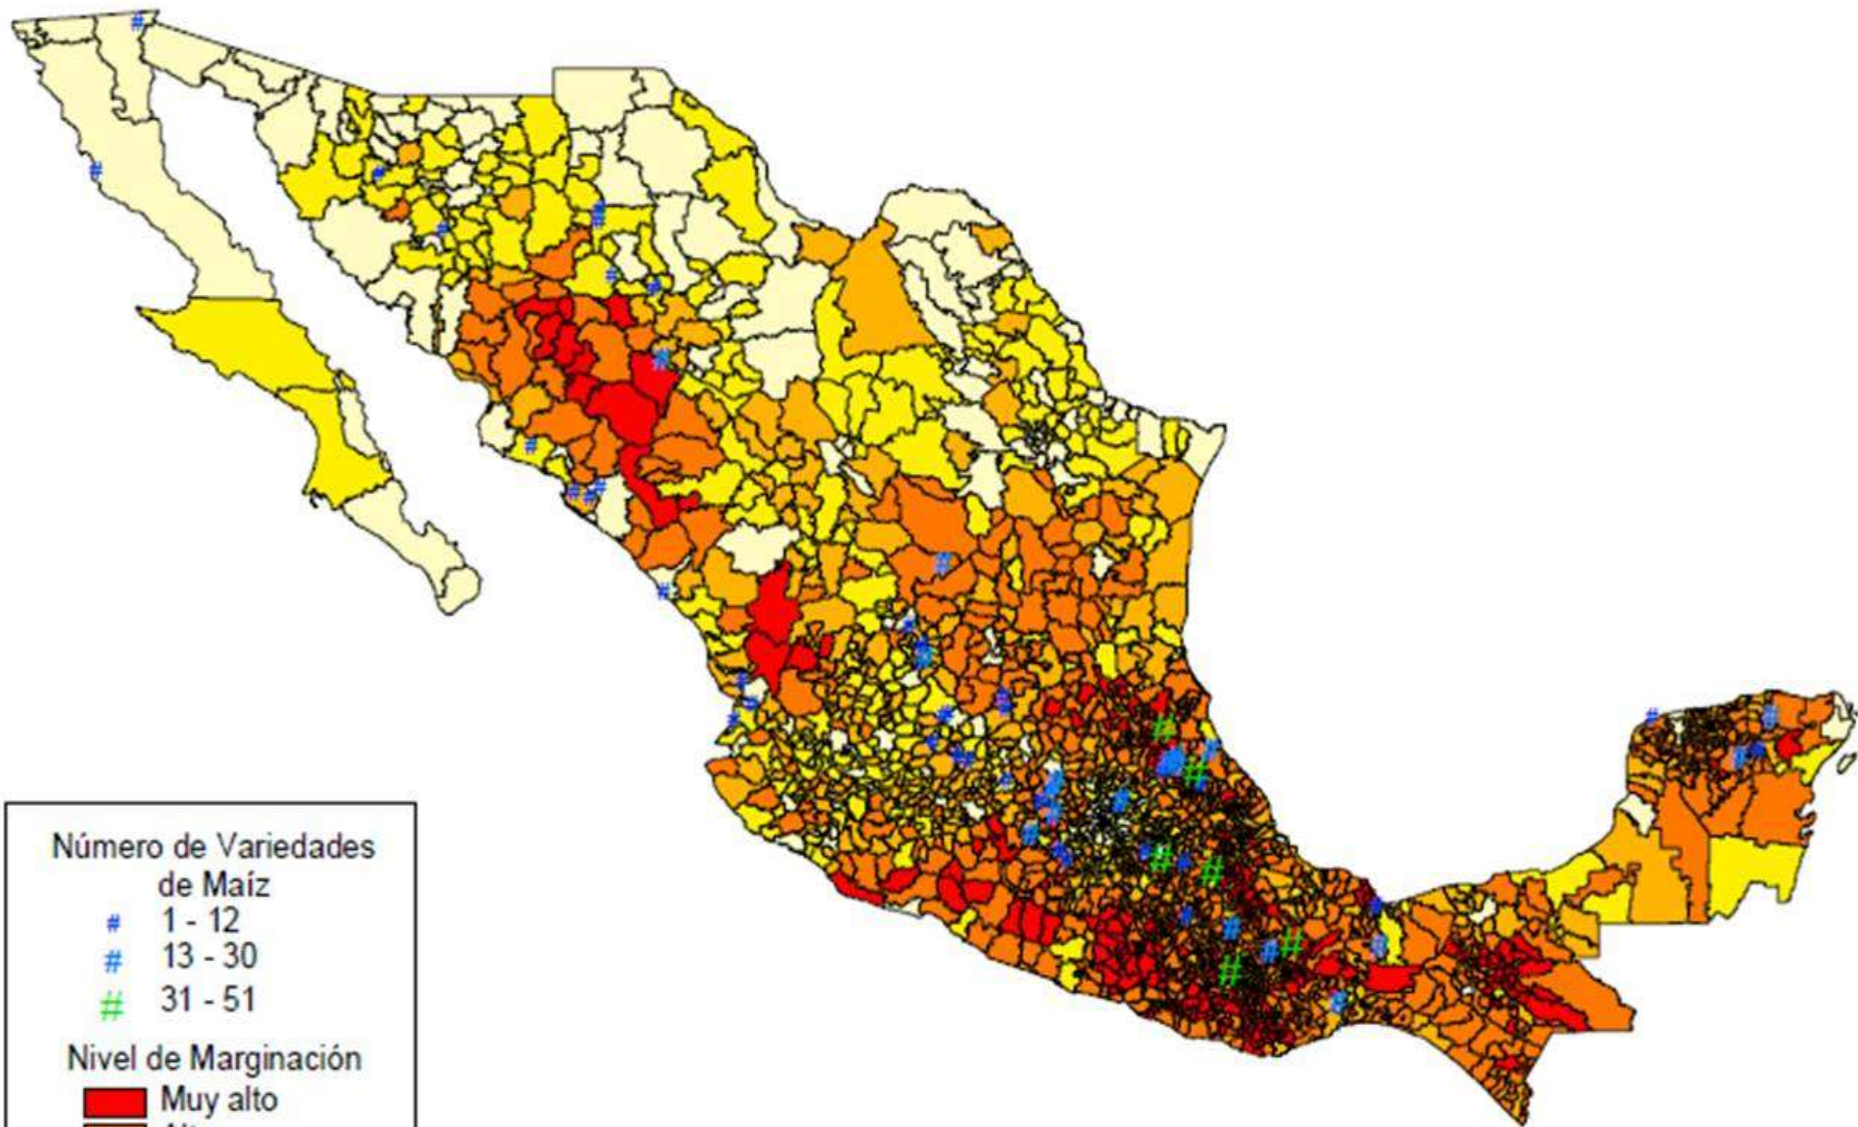 Número de Variedades
de Maíz
# 1 - 12
# 13 - 30
# 31 - 51
Nivel de Marginación
Muy alto